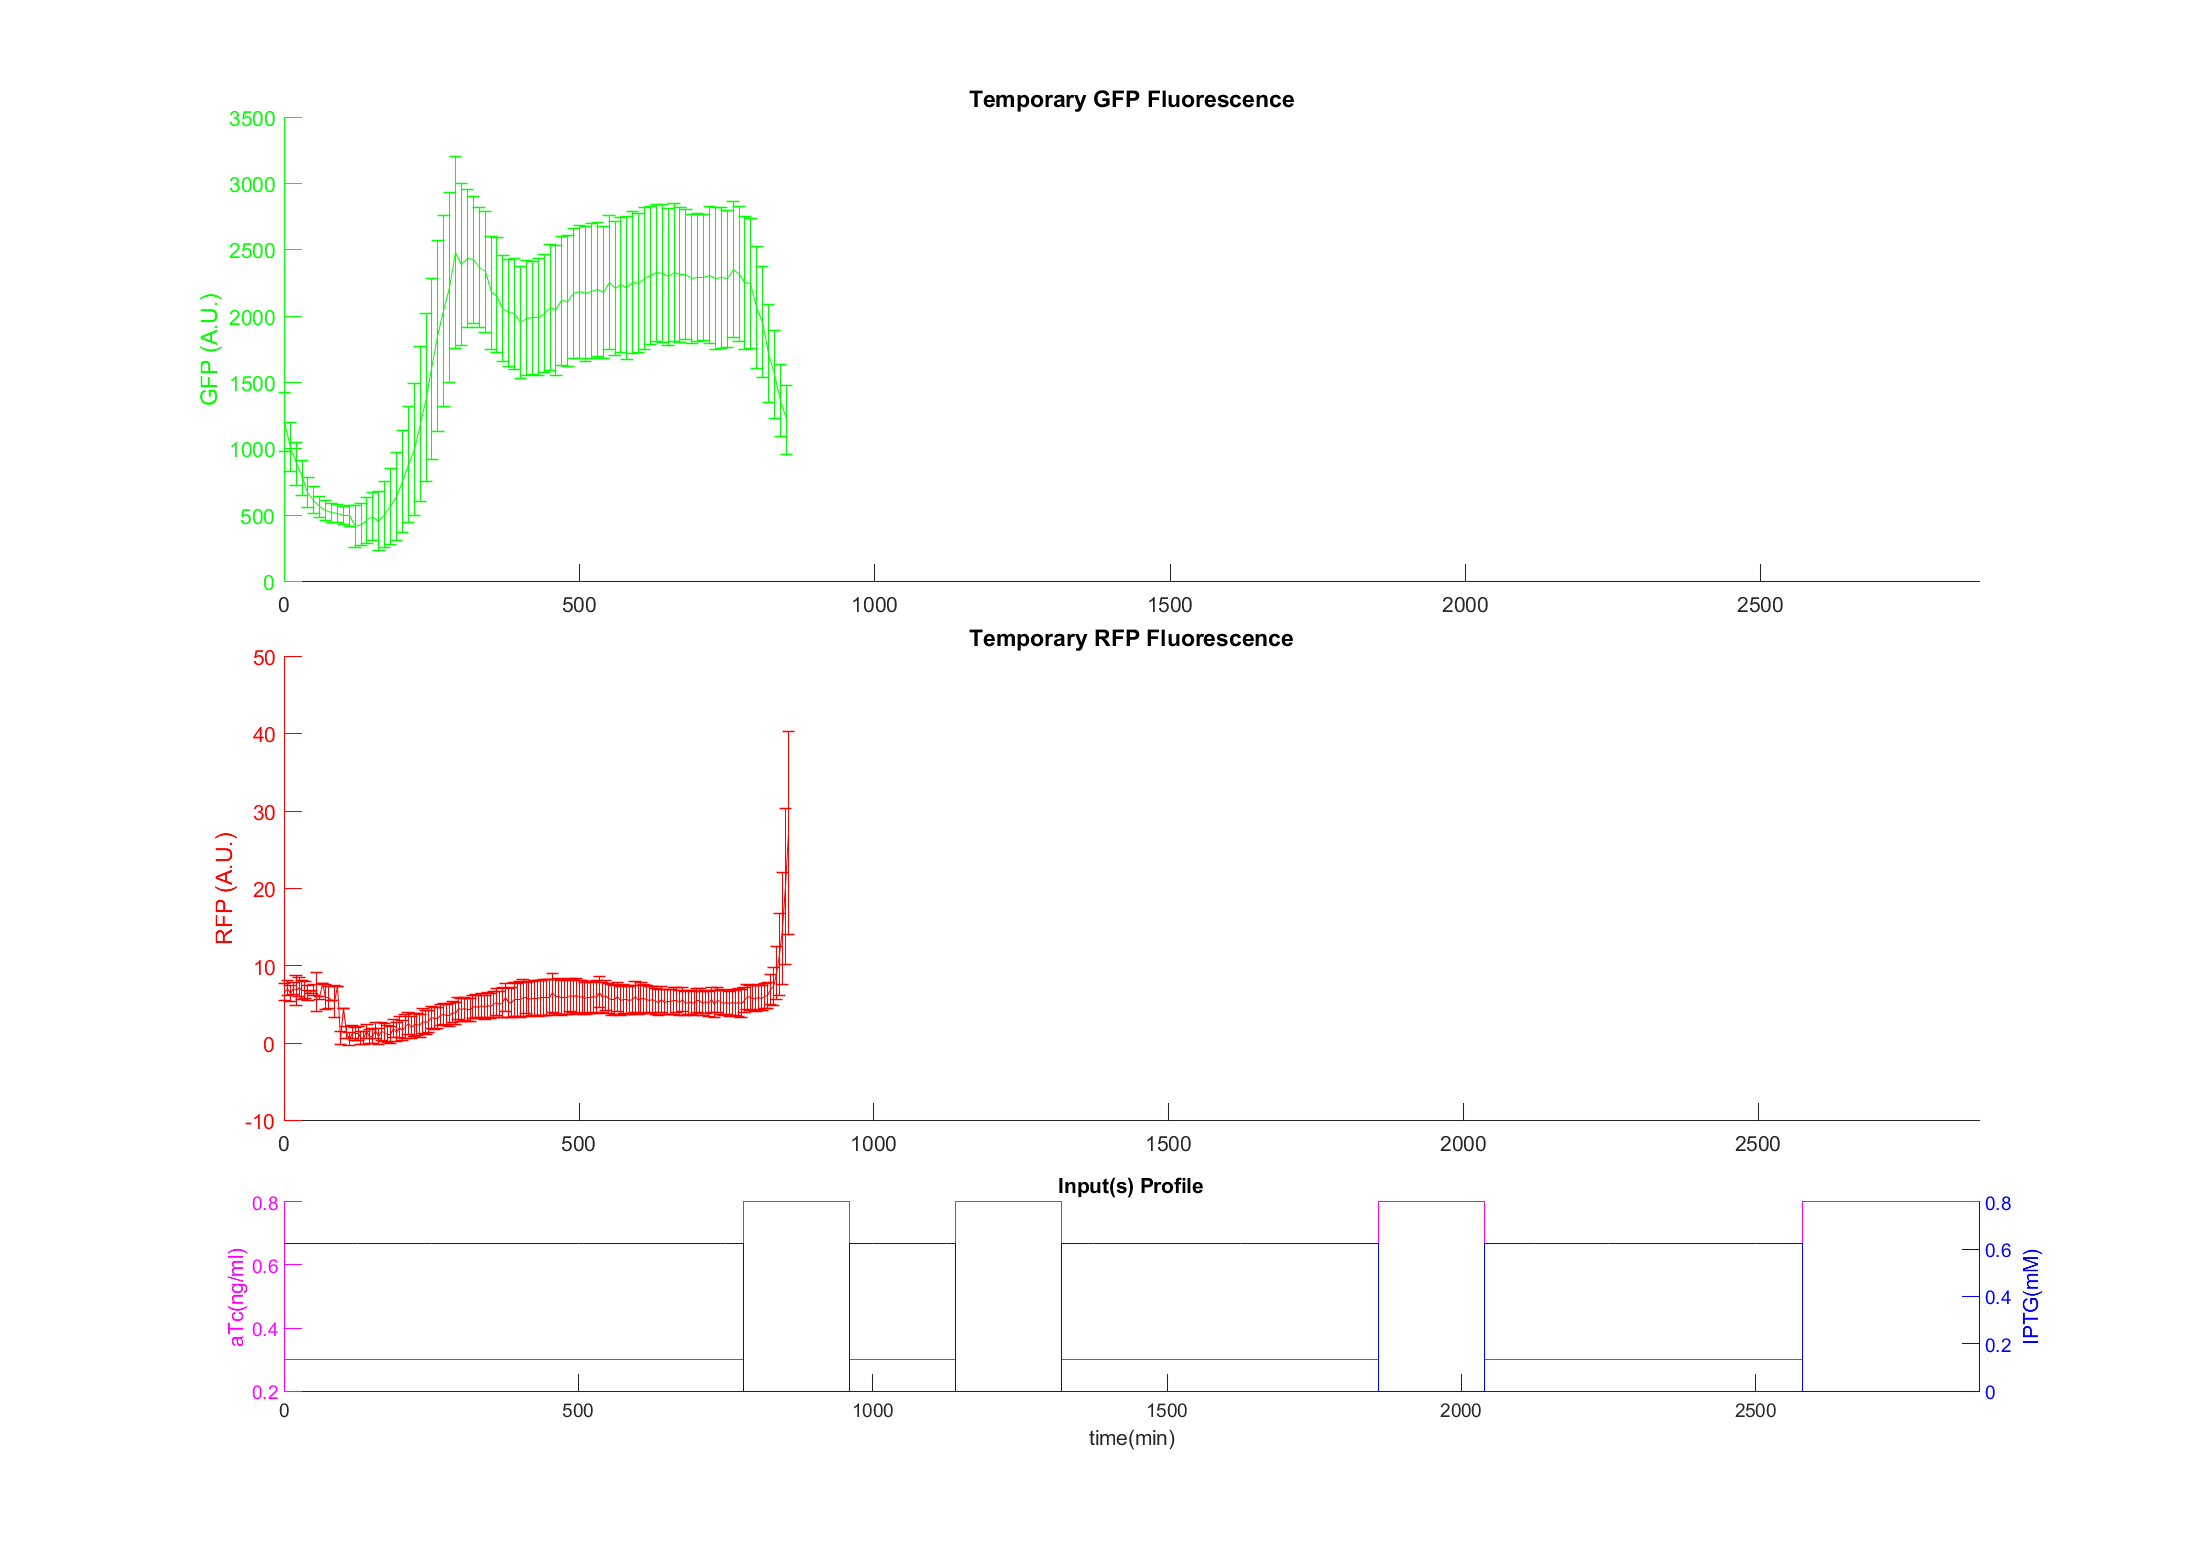 Temporary GFP Fluorescence
3500
3000
2500
2000
1500
1000
500
0
GFP (A.U.)
0 500 1000 1500 2000 2500
Temporary RFP Fluorescence
50
40
30
20
10
0
-10
RFP (A.U.)
0 500 1000 1500 2000 2500
Input(s) Profile
0.8
0.6
0.4
0.2
aTc(ng/ml)
0.8
0.6
0.4
0.2
0
IPTG(mM)
0 500 1000 1500 2000 2500
time(min)